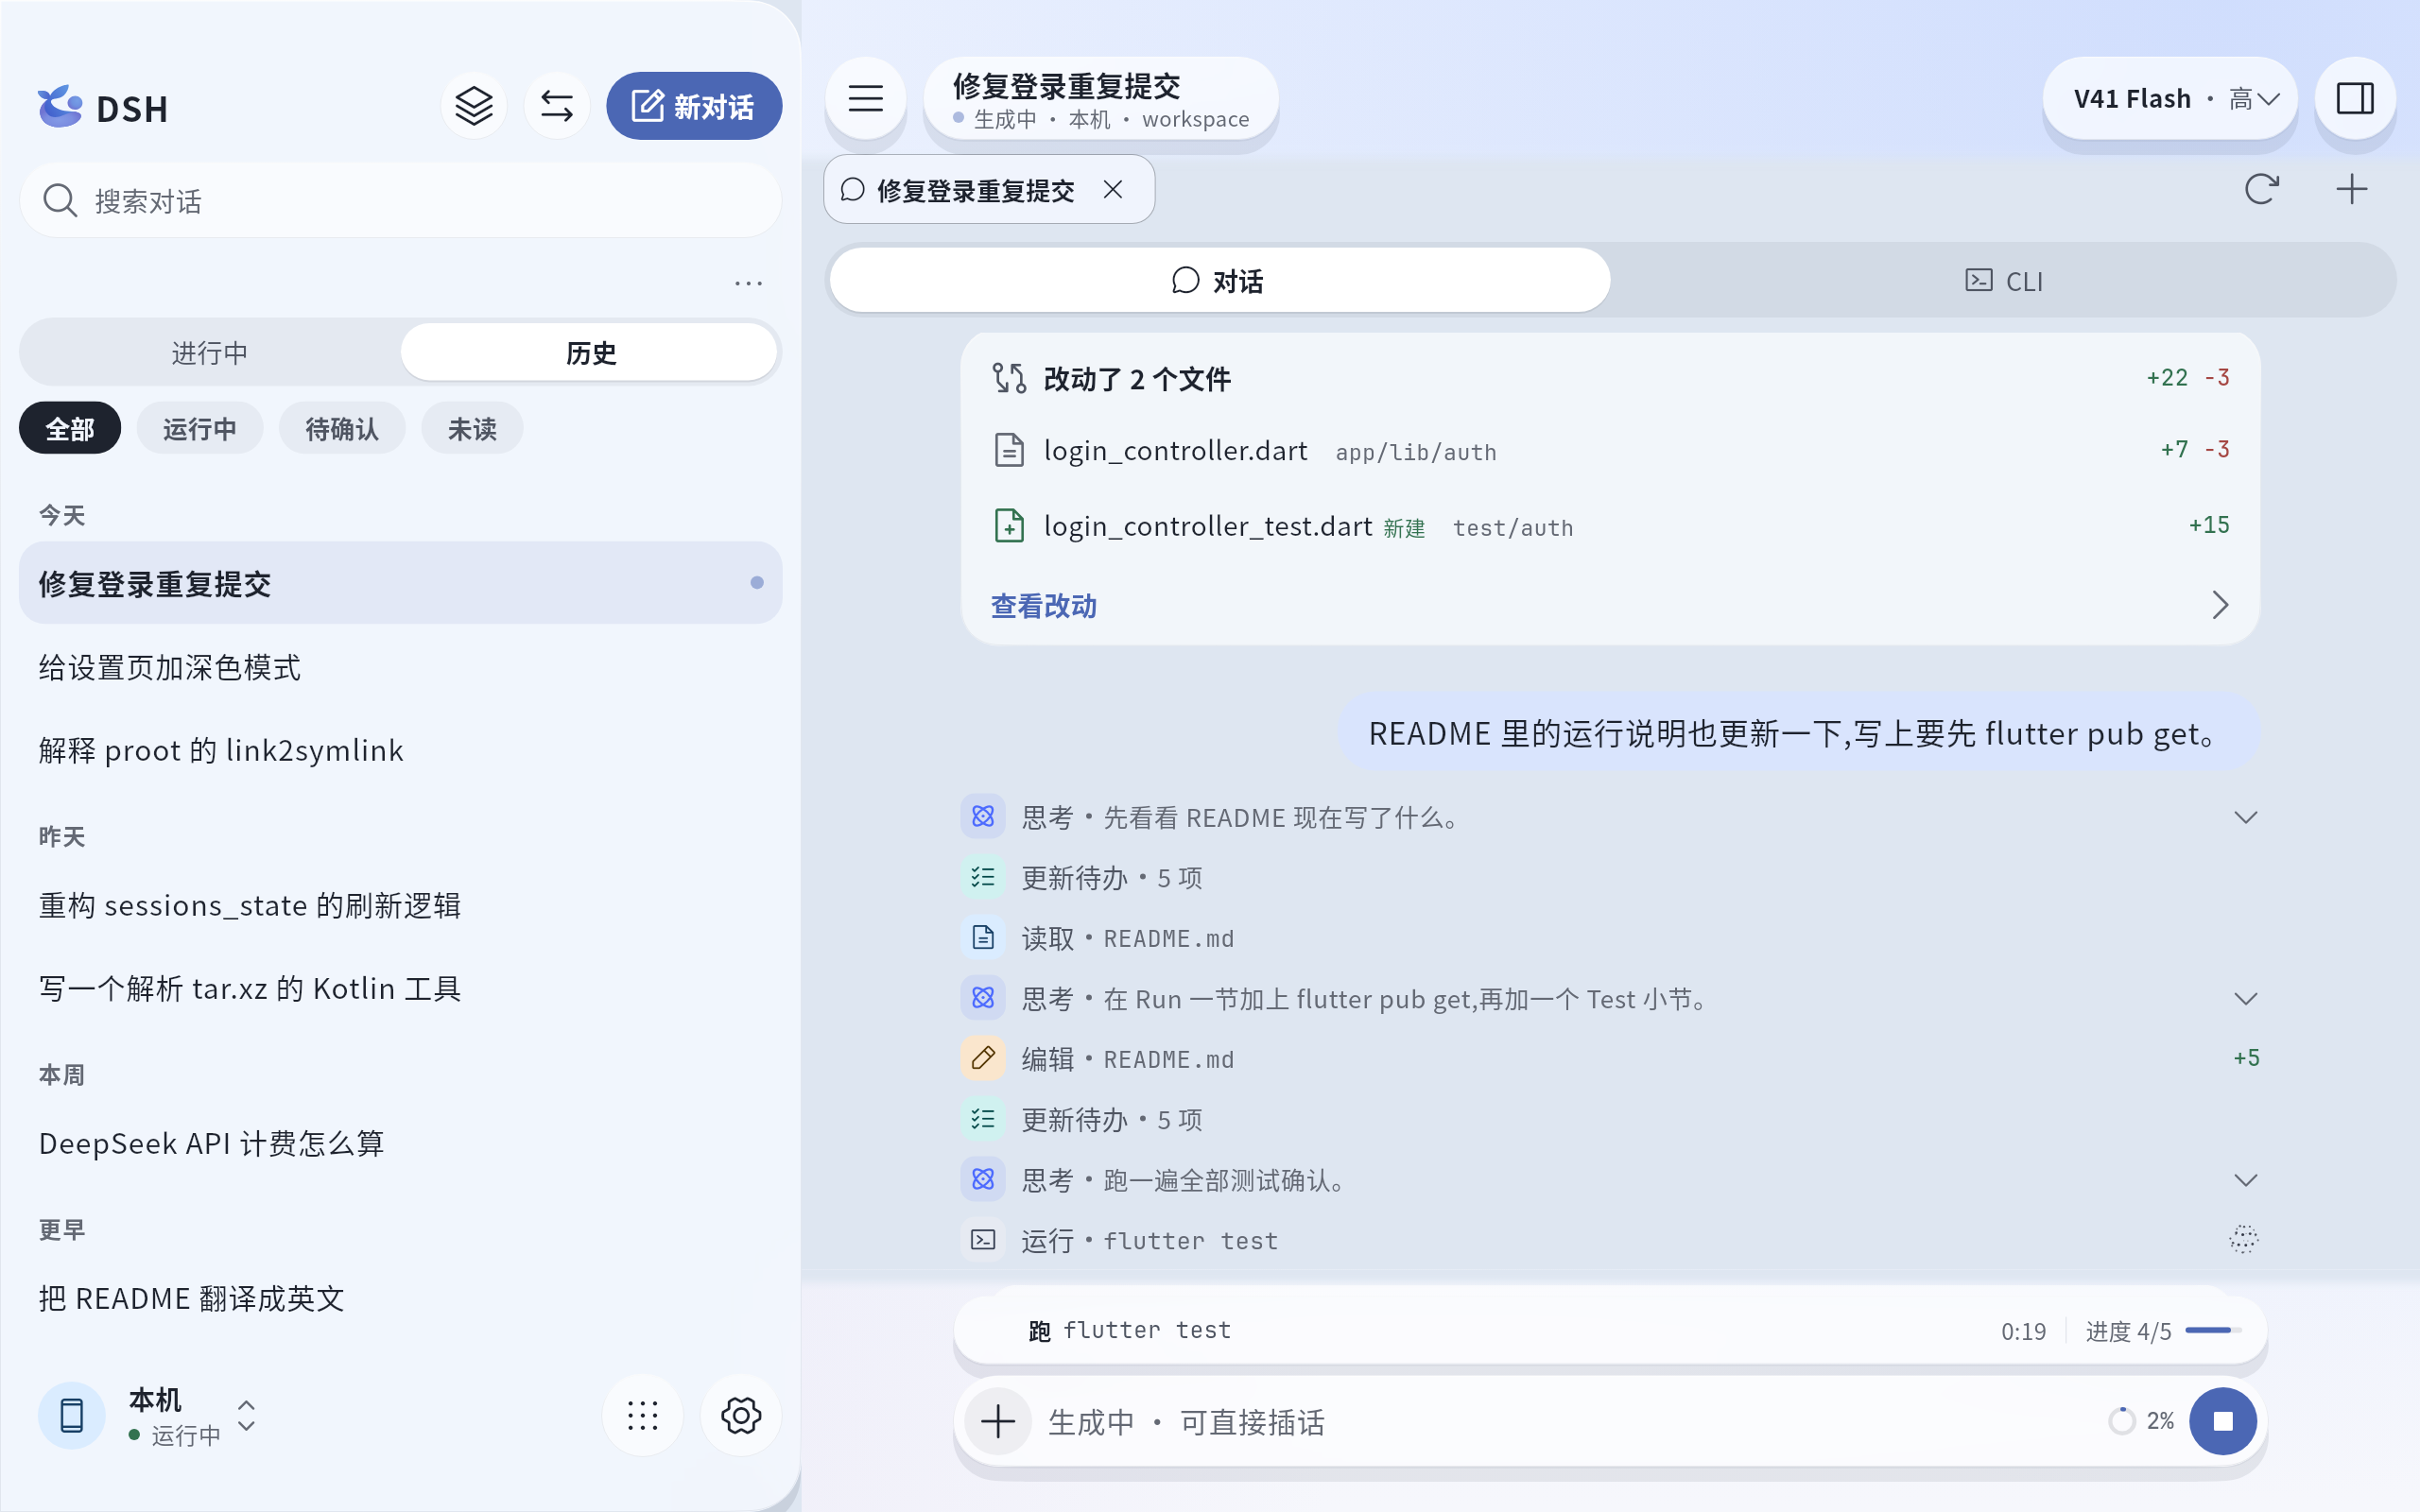 DSH
新对话
搜索对话
进行中
历史
全部
运行中
待确认
未读
今天
修复登录重复提交
给设置页加深色模式
解释 proot 的 link2symlink
昨天
重构 sessions_state 的刷新逻辑
写一个解析 tar.xz 的 Kotlin 工具
本周
DeepSeek API 计费怎么算
更早
把 README 翻译成英文
本机
运行中
修复登录重复提交
生成中 • 本机 • workspace
V41 Flash • 高
修复登录重复提交
对话
CLI
改动了 2 个文件 +22 -3
login_controller.dart app/lib/auth +7 -3
login_controller_test.dart 新建 test/auth +15
查看改动
README 里的运行说明也更新一下,写上要先 flutter pub get。
思考 • 先看看 README 现在写了什么。
更新待办 • 5 项
读取 • README.md
思考 • 在 Run 一节加上 flutter pub get,再加一个 Test 小节。
编辑 • README.md +5
更新待办 • 5 项
思考 • 跑一遍全部测试确认。
运行 • flutter test
跑 flutter test 0:19 进度 4/5
生成中 • 可直接插话 2%